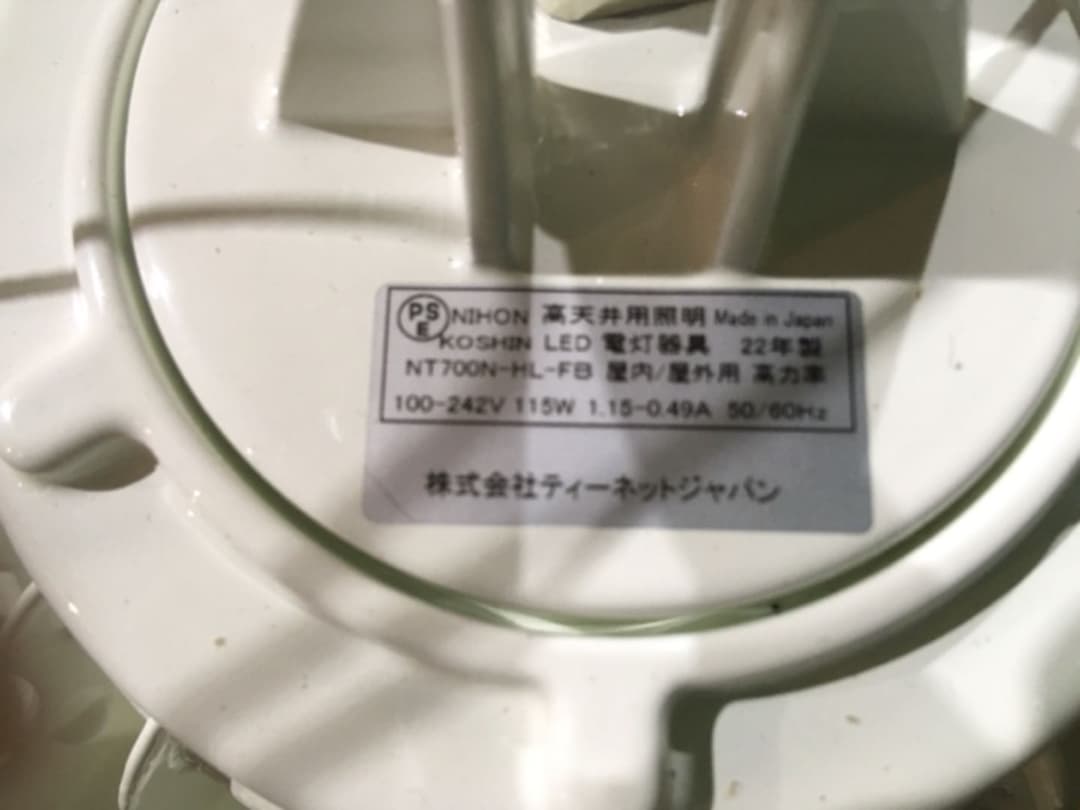 PSE NIHON 高天井用照明 Made in Japan
KOSHIN LED 電灯器具 22年製
NT700N-HL-FB 屋内/屋外用 高力率
100-242V 115W 1.15-0.49A 50/60Hz
株式会社ティーネットジャパン